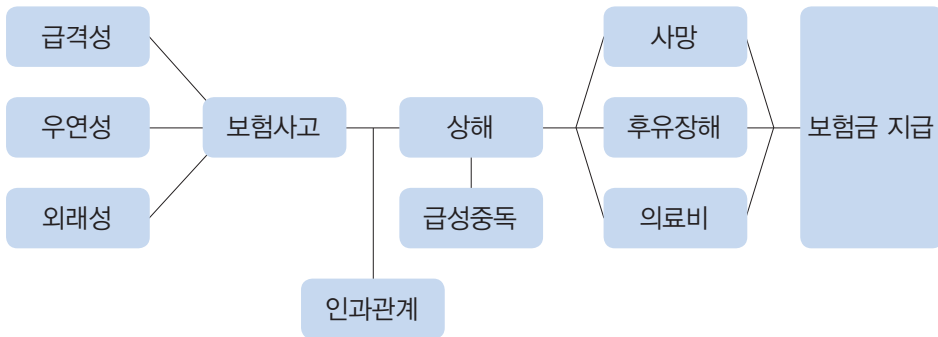 급격성
우연성
외래성
보험사고
인과관계
상해
급성중독
사망
후유장해
의료비
보험금 지급